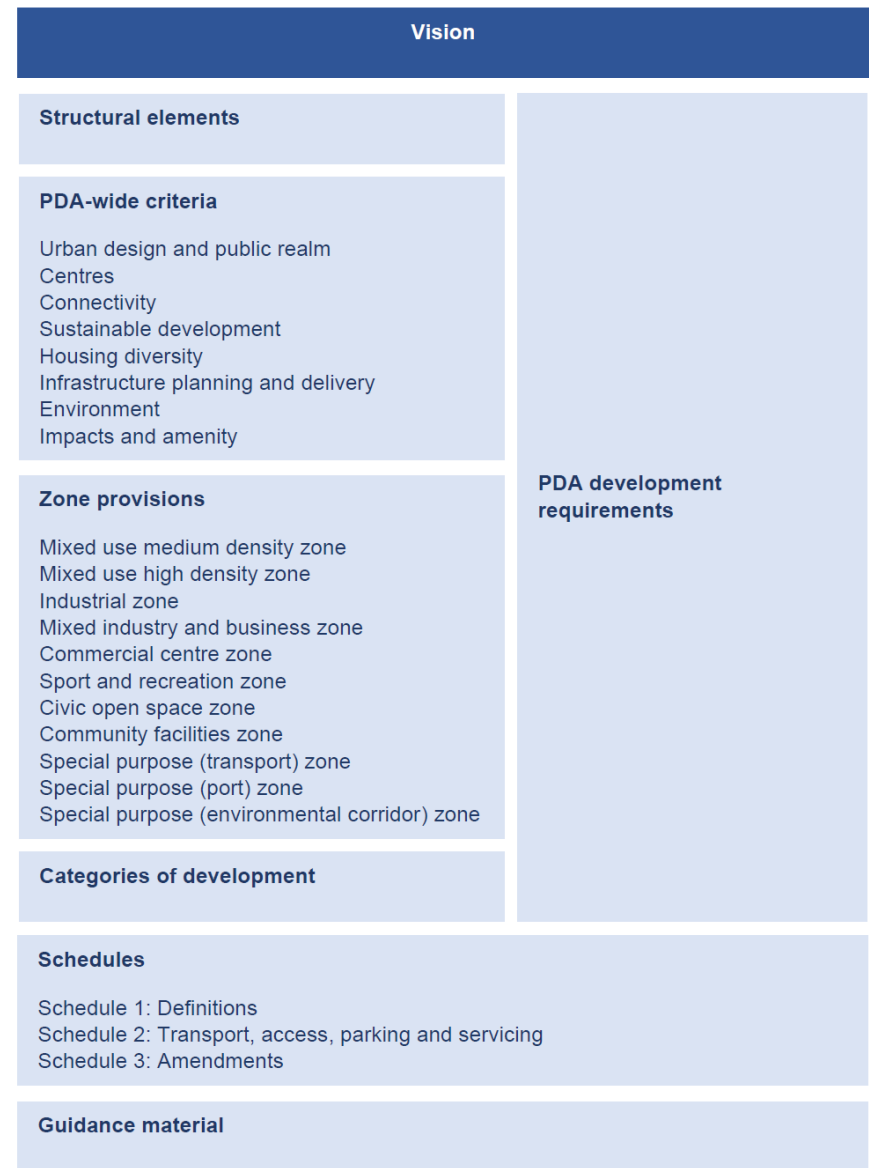 Vision
Structural elements
PDA-wide criteria
Urban design and public realm
Centres
Connectivity
Sustainable development
Housing diversity
Infrastructure planning and delivery
Environment
Impacts and amenity
Zone provisions
Mixed use medium density zone
Mixed use high density zone
Industrial zone
Mixed industry and business zone
Commercial centre zone
Sport and recreation zone
Civic open space zone
Community facilities zone
Special purpose (transport) zone
Special purpose (port) zone
Special purpose (environmental corridor) zone
Categories of development
PDA development
requirements
Schedules
Schedule 1: Definitions
Schedule 2: Transport, access, parking and servicing
Schedule 3: Amendments
Guidance material